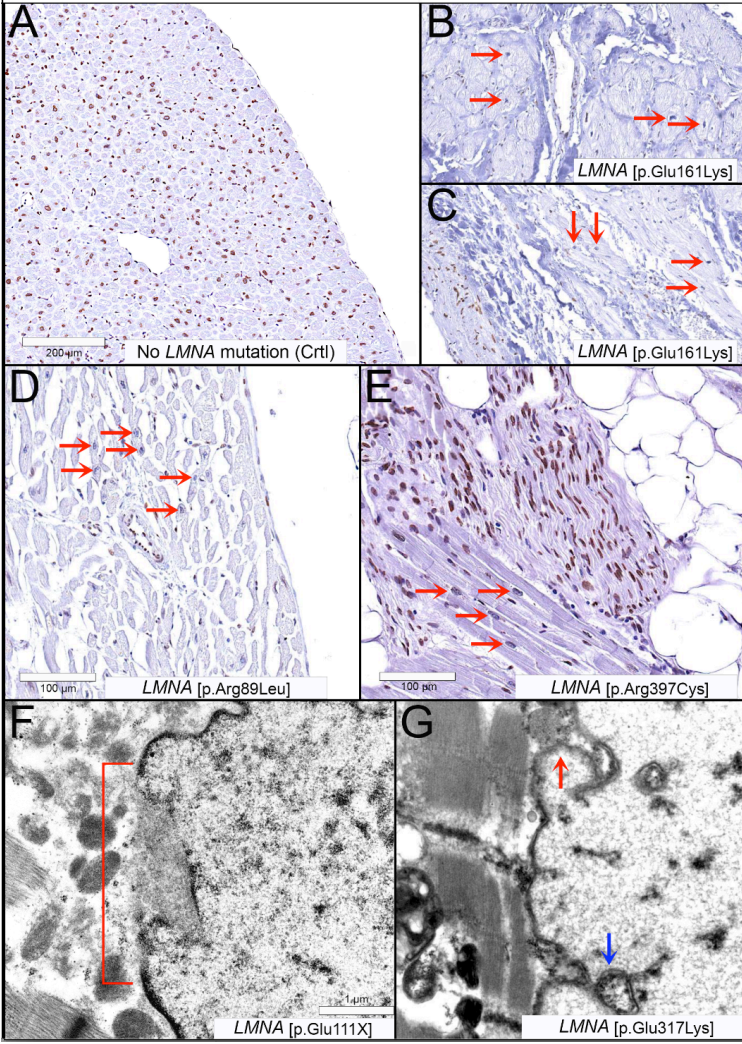 A
200 µm
No LMNA mutation (Crtl)
B
LMNA [p.Glu161Lys]
C
LMNA [p.Glu161Lys]
D
100 µm
LMNA [p.Arg89Leu]
E
100 µm
LMNA [p.Arg397Cys]
F
1 µm
LMNA [p.Glu111X]
G
LMNA [p.Glu317Lys]